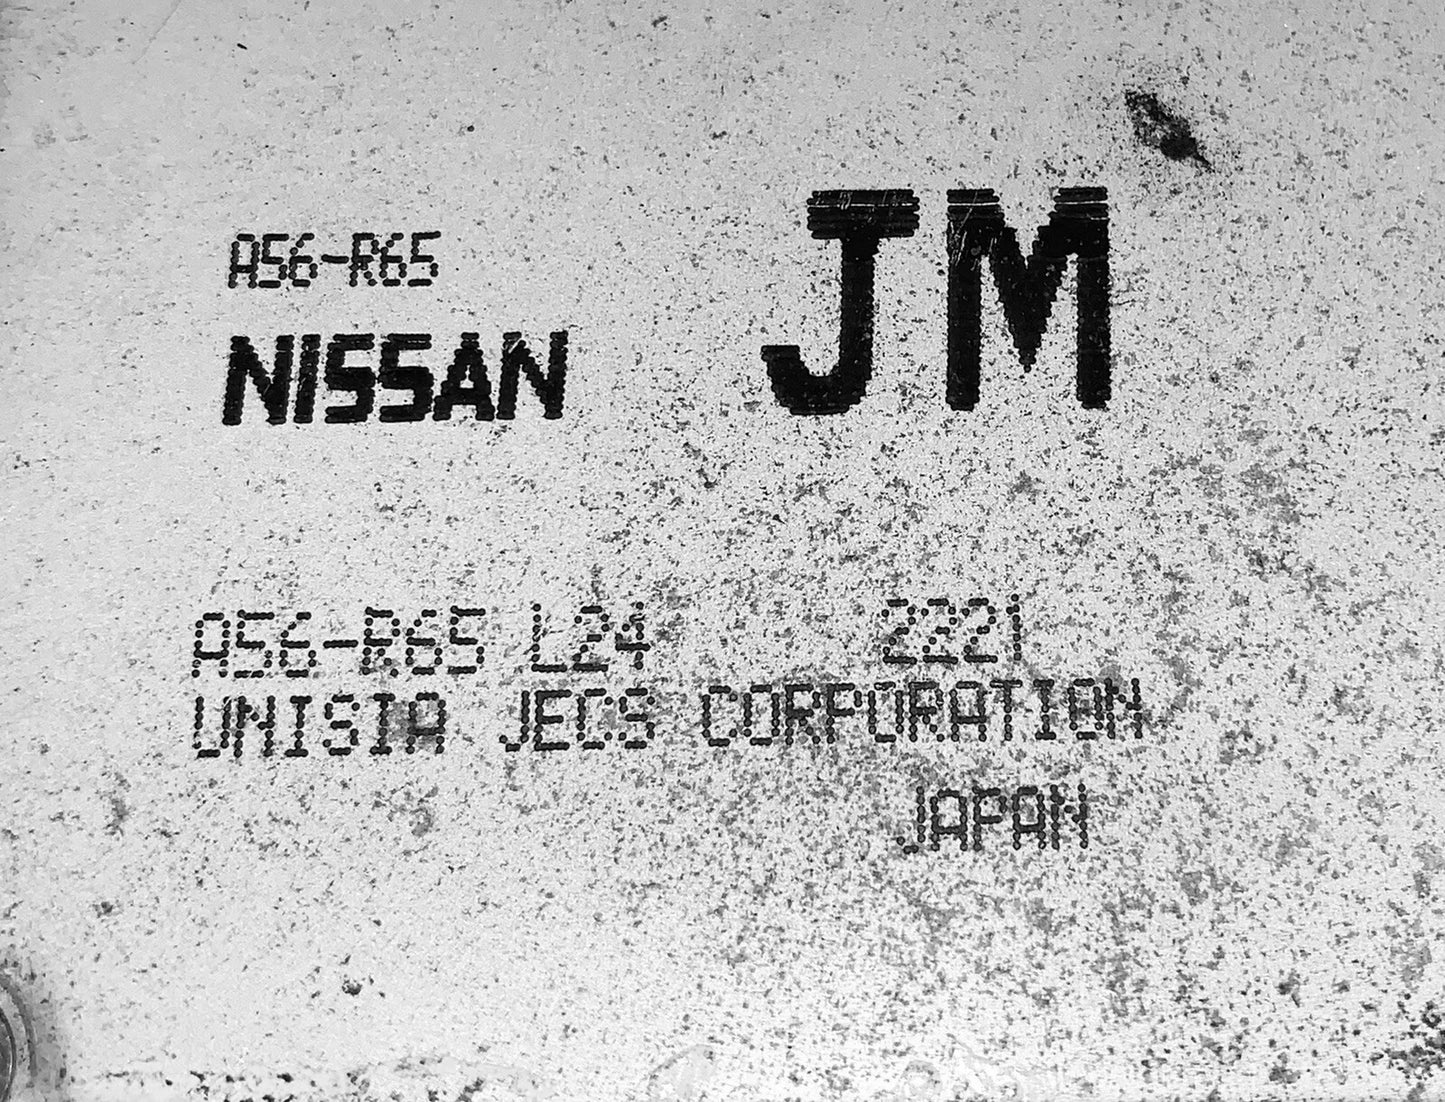 A56-R65
NISSAN
JM
A56-R65 L24 2221
UNISIA JECS CORPORATION
JAPAN